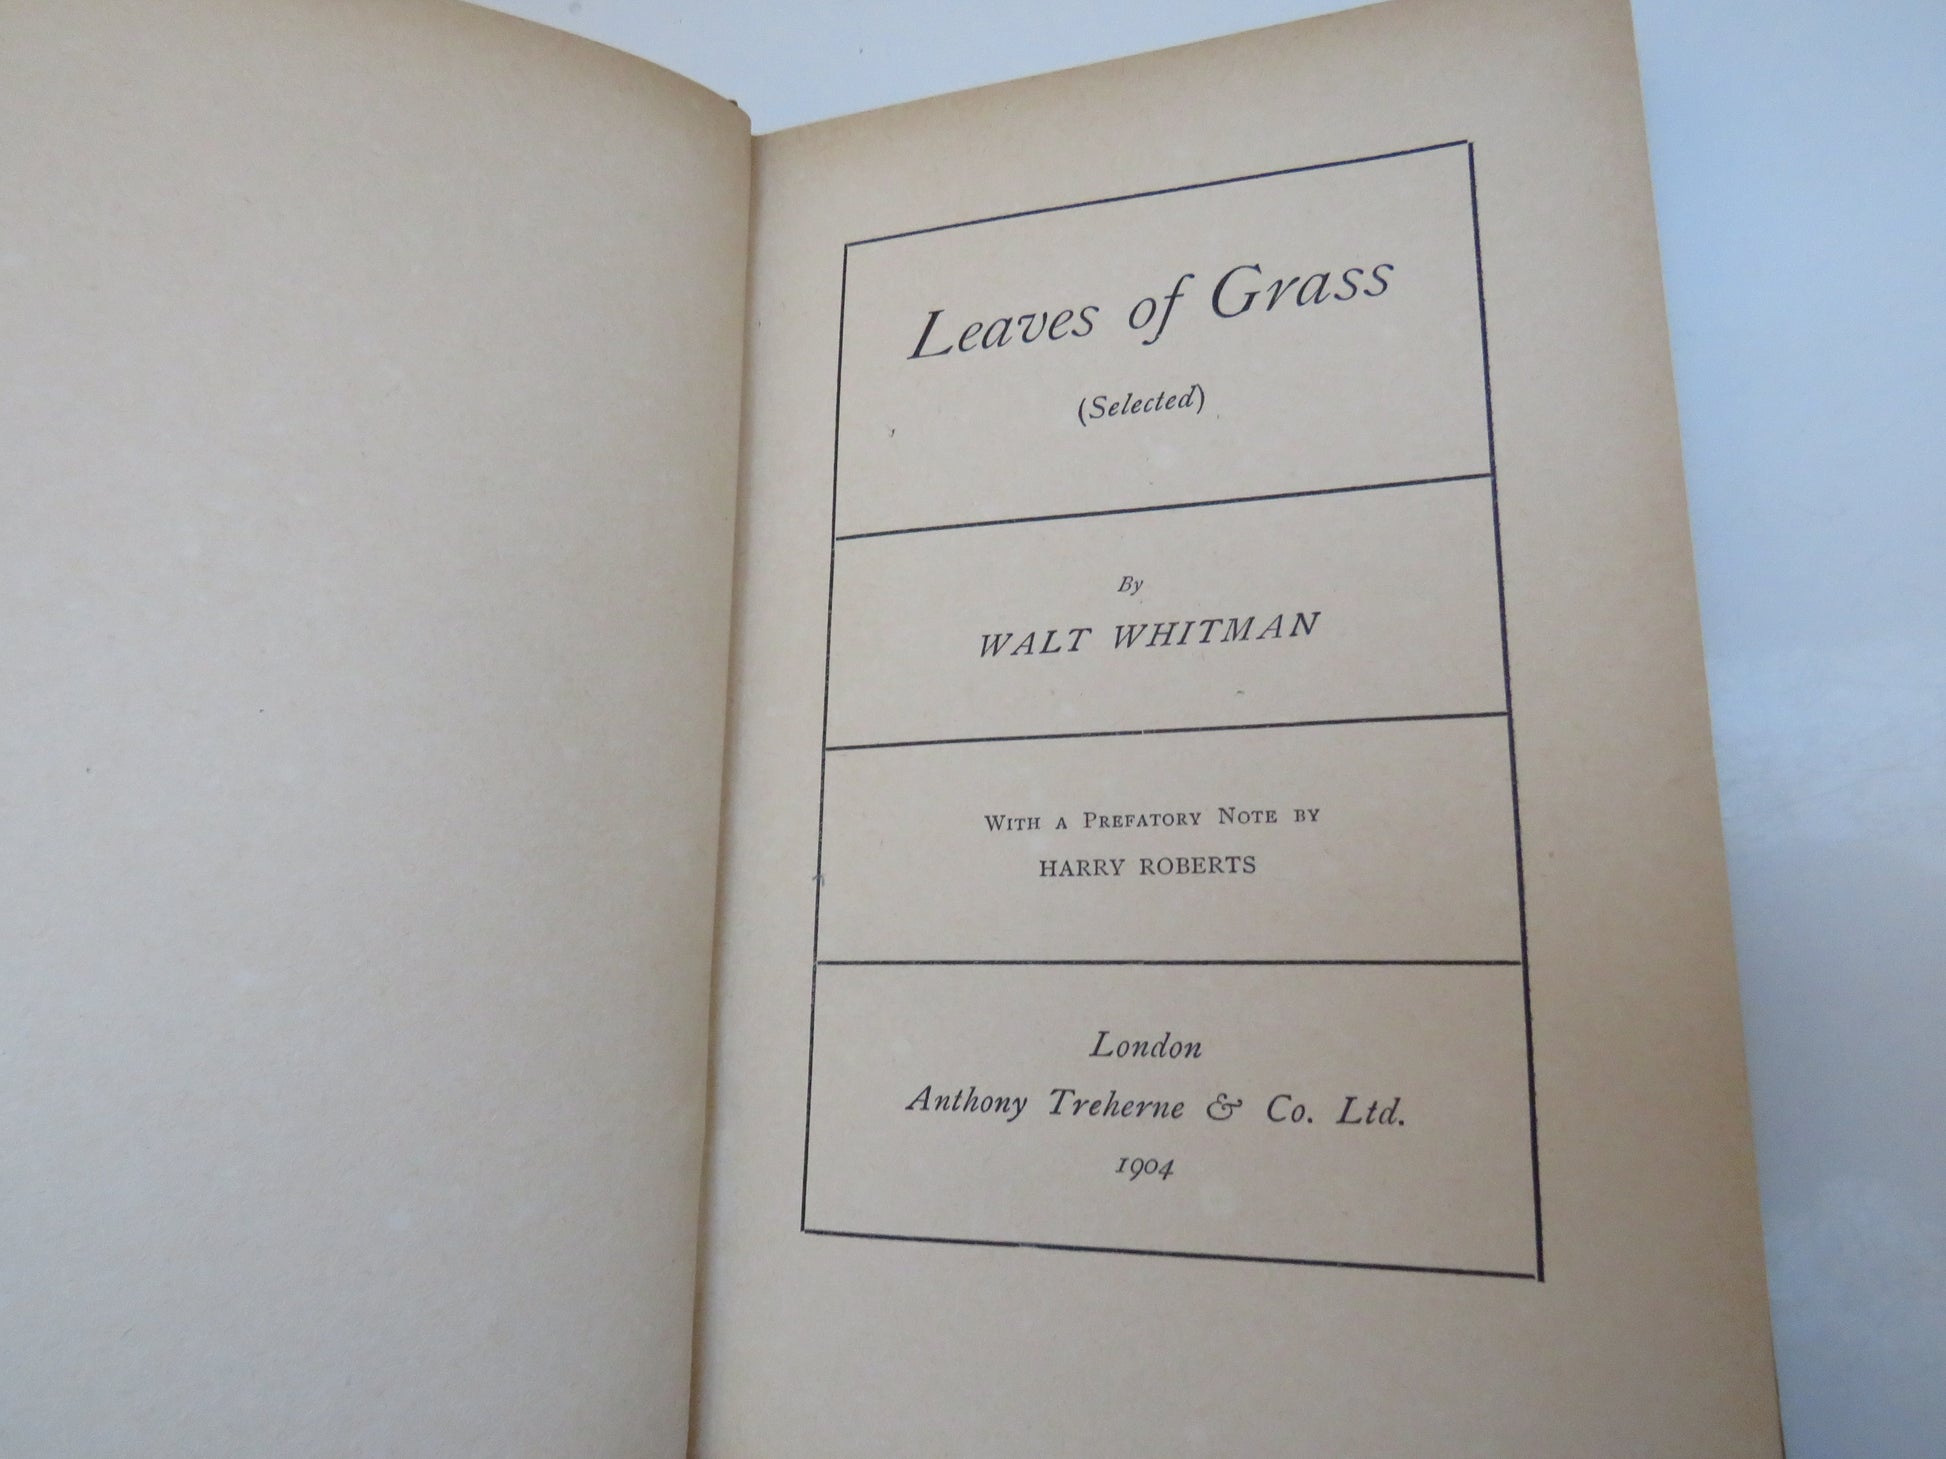 Leaves of Grass
(Selected)
By
WALT WHITMAN
WITH A PREFATORY NOTE BY
HARRY ROBERTS
London
Anthony Treherne & Co. Ltd.
1904